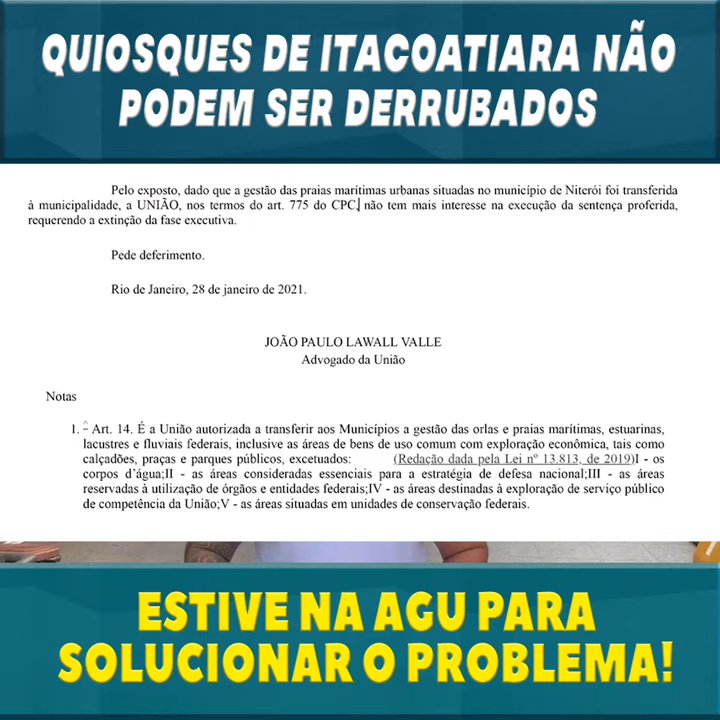 QUIOSQUES DE ITACOATIARA NÃO
PODEM SER DERRUBADOS
Pelo exposto, dado que a gestão das praias marítimas urbanas situadas no município de Niterói foi transferida
à municipalidade, a UNIÃO, nos termos do art. 775 do CPC, não tem mais interesse na execução da sentença proferida,
requerendo a extinção da fase executiva.
Pede deferimento.
Rio de Janeiro, 28 de janeiro de 2021.
JOÃO PAULO LAWALL VALLE
Advogado da União
Notas
1. ^ Art. 14. É a União autorizada a transferir aos Municípios a gestão das orlas e praias marítimas, estuarinas,
lacustres e fluviais federais, inclusive as áreas de bens de uso comum com exploração econômica, tais como
calçadões, praças e parques públicos, excetuados: (Redação dada pela Lei nº 13.813, de 2019)I - os
corpos d'água;II - as áreas consideradas essenciais para a estratégia de defesa nacional;III - as áreas
reservadas à utilização de órgãos e entidades federais;IV - as áreas destinadas à exploração de serviço público
de competência da União;V - as áreas situadas em unidades de conservação federais.
ESTIVE NA AGU PARA
SOLUCIONAR O PROBLEMA!